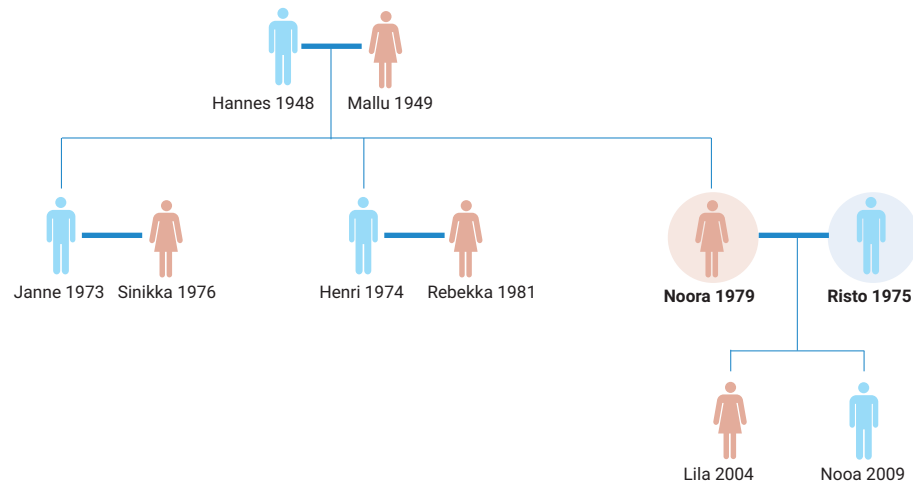 Hannes 1948
Mallu 1949
Janne 1973
Sinikka 1976
Henri 1974
Rebekka 1981
Noora 1979
Risto 1975
Lila 2004
Nooa 2009